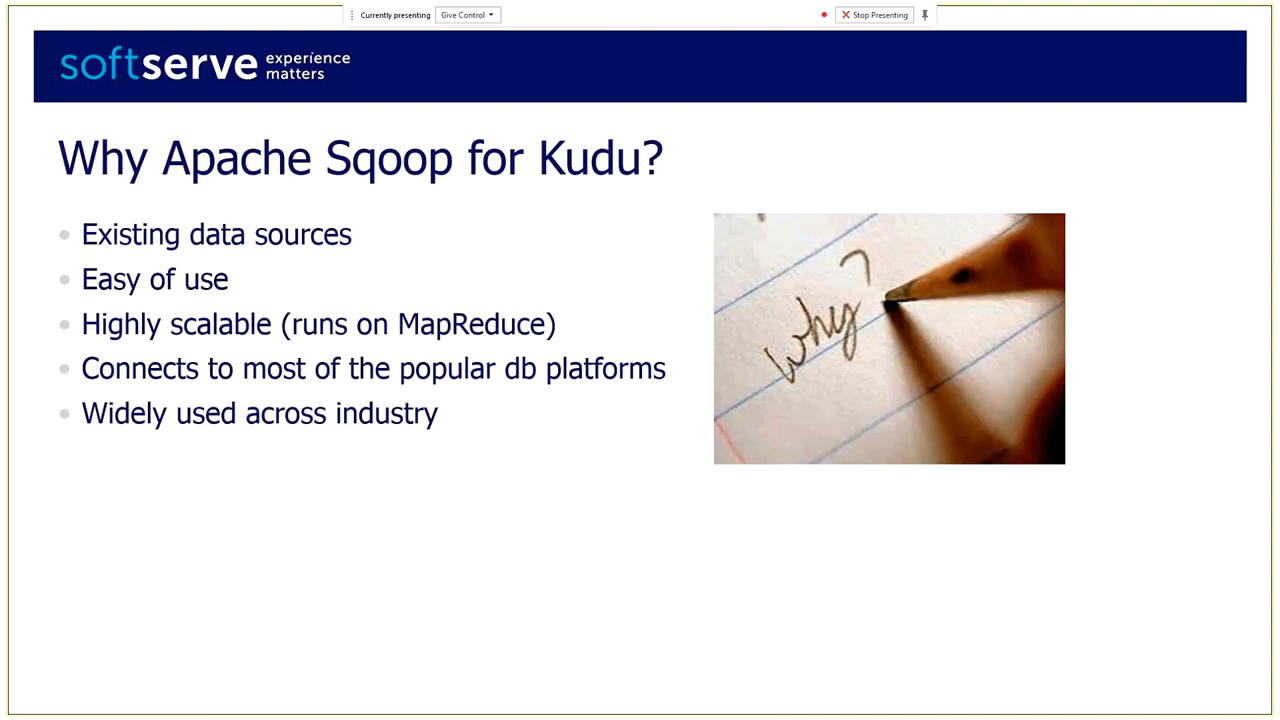 Currently presenting Give Control Stop Presenting
softserve experience matters
Why Apache Sqoop for Kudu?
Existing data sources
Easy of use
Highly scalable (runs on MapReduce)
Connects to most of the popular db platforms
Widely used across industry
why?